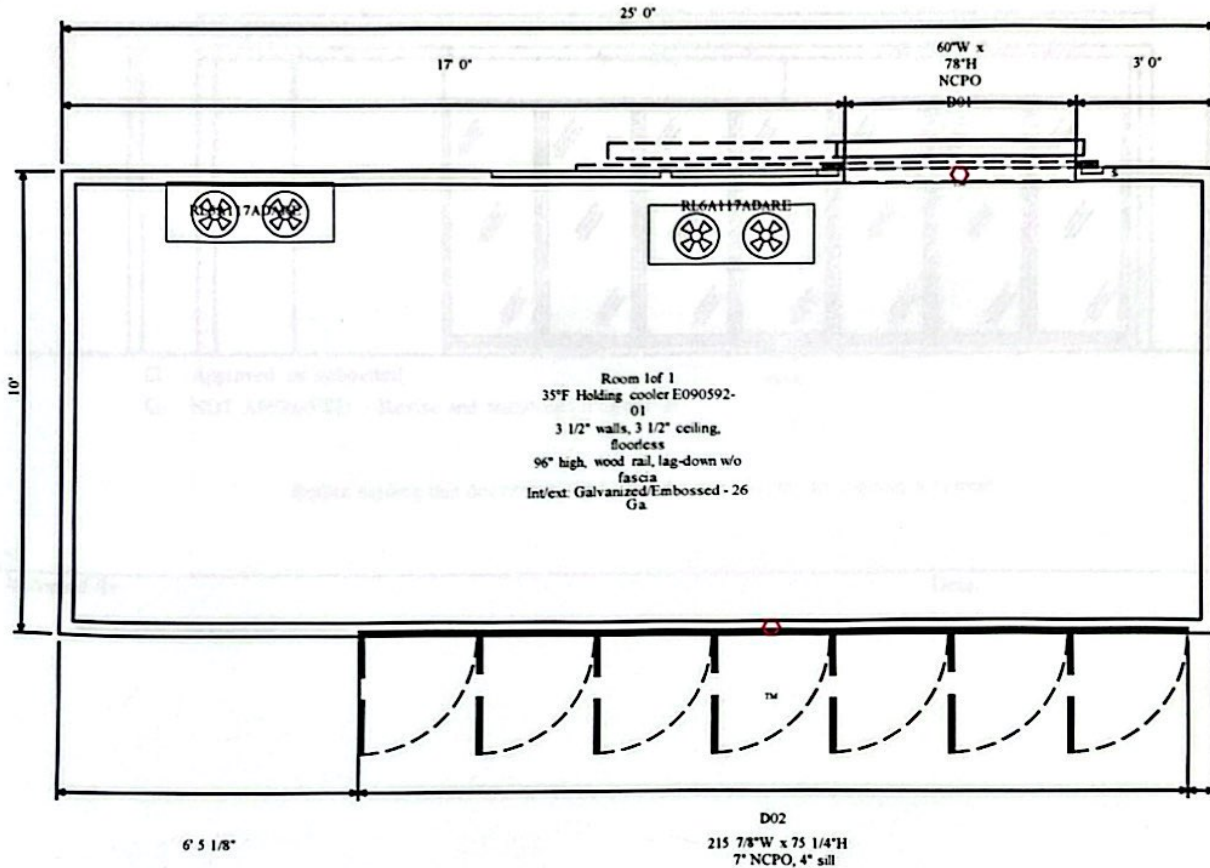 25' 0"
17' 0"
60"W x
78"H
NCPO
D01
3' 0"
S
RL6A117ADARE
RL6A117ADARE
10'
Room 1of 1
35°F Holding cooler E090592-
01
3 1/2" walls, 3 1/2" ceiling,
floorless
96" high, wood rail, lag-down w/o
fascia
Int/ext: Galvanized/Embossed - 26
Ga
TM
6' 5 1/8"
D02
215 7/8"W x 75 1/4"H
7" NCPO, 4" sill